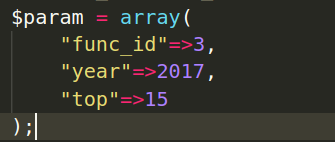 $param = array(
"func_id"=>3,
"year"=>2017,
"top"=>15
);